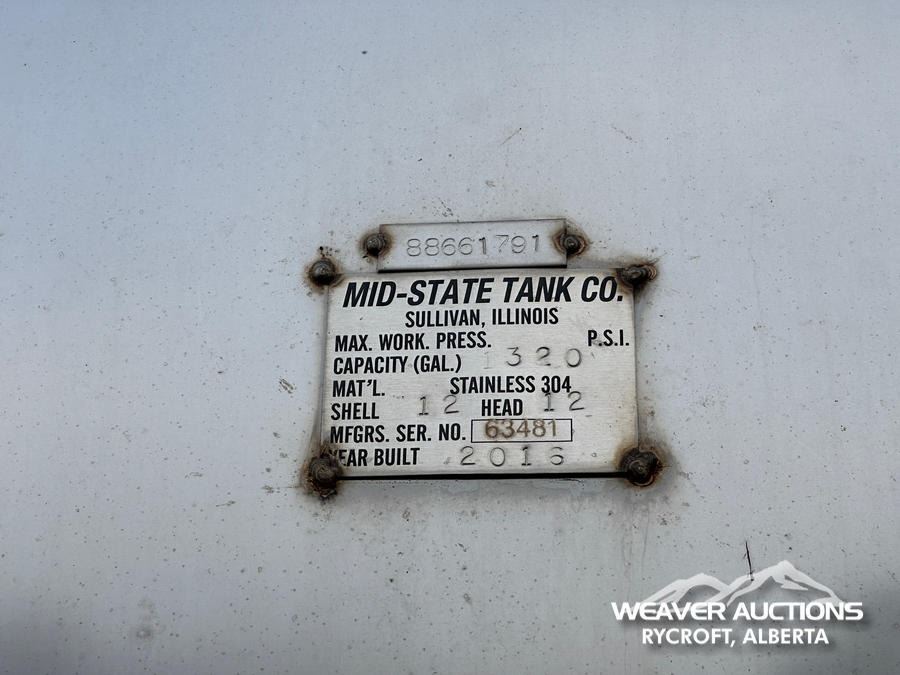 88661791
MID-STATE TANK CO.
SULLIVAN, ILLINOIS
MAX. WORK. PRESS. P.S.I.
CAPACITY (GAL.) 1320
MAT'L. STAINLESS 304
SHELL 12 HEAD 12
MFGRS. SER. NO. 63481
YEAR BUILT 2016
WEAVER AUCTIONS
RYCROFT, ALBERTA